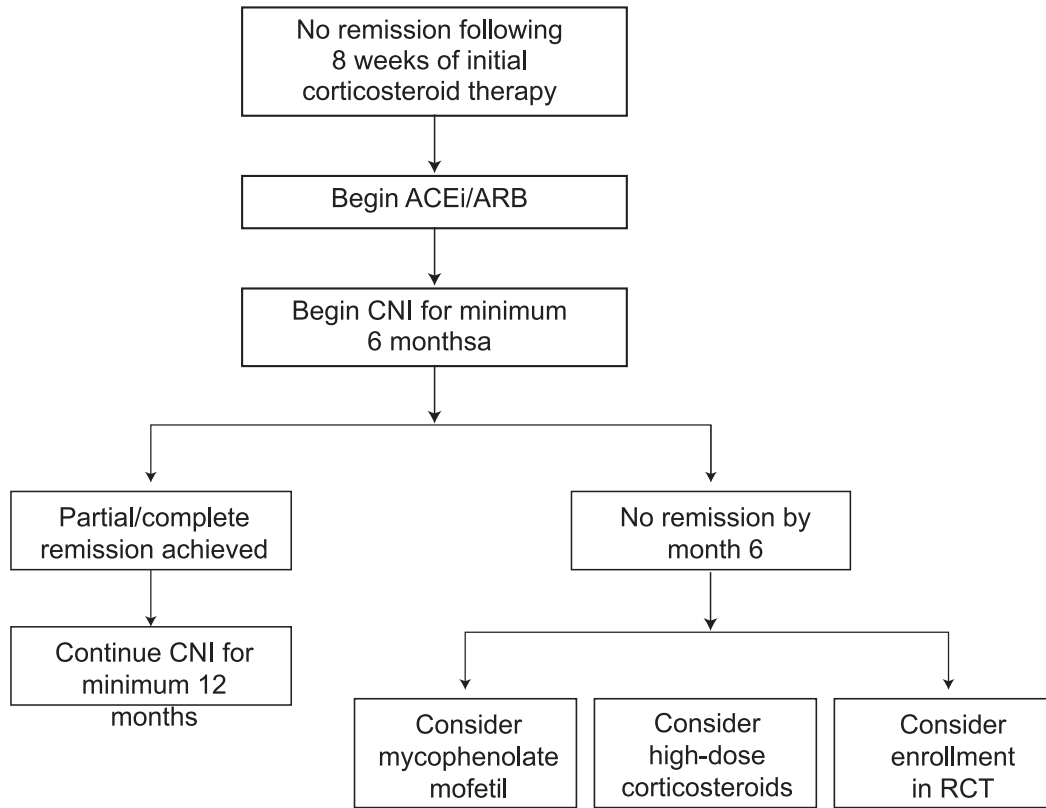 No remission following
8 weeks of initial
corticosteroid therapy
Begin ACEi/ARB
Begin CNI for minimum
6 monthsa
Partial/complete
remission achieved
No remission by
month 6
Continue CNI for
minimum 12
months
Consider
mycophenolate
mofetil
Consider
high-dose
corticosteroids
Consider
enrollment
in RCT